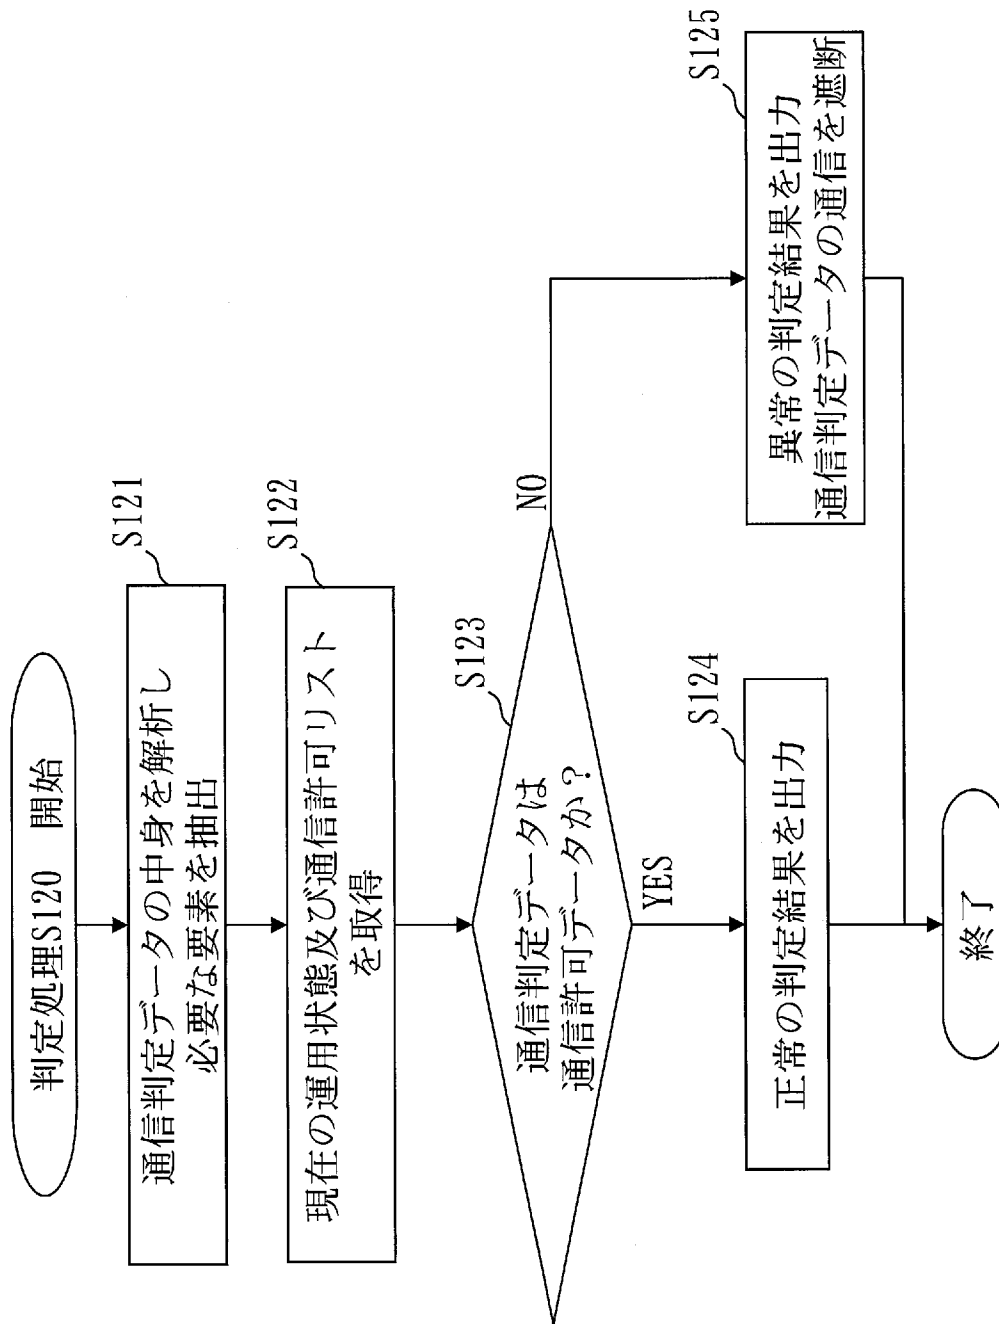 判定処理S120 開始
S121
通信判定データの中身を解析し
必要な要素を抽出
S122
現在の運用状態及び通信許可リスト
を取得
S123
通信判定データは
通信許可データか？
NO
YES
S124
正常の判定結果を出力
S125
異常の判定結果を出力
通信判定データの通信を遮断
終了